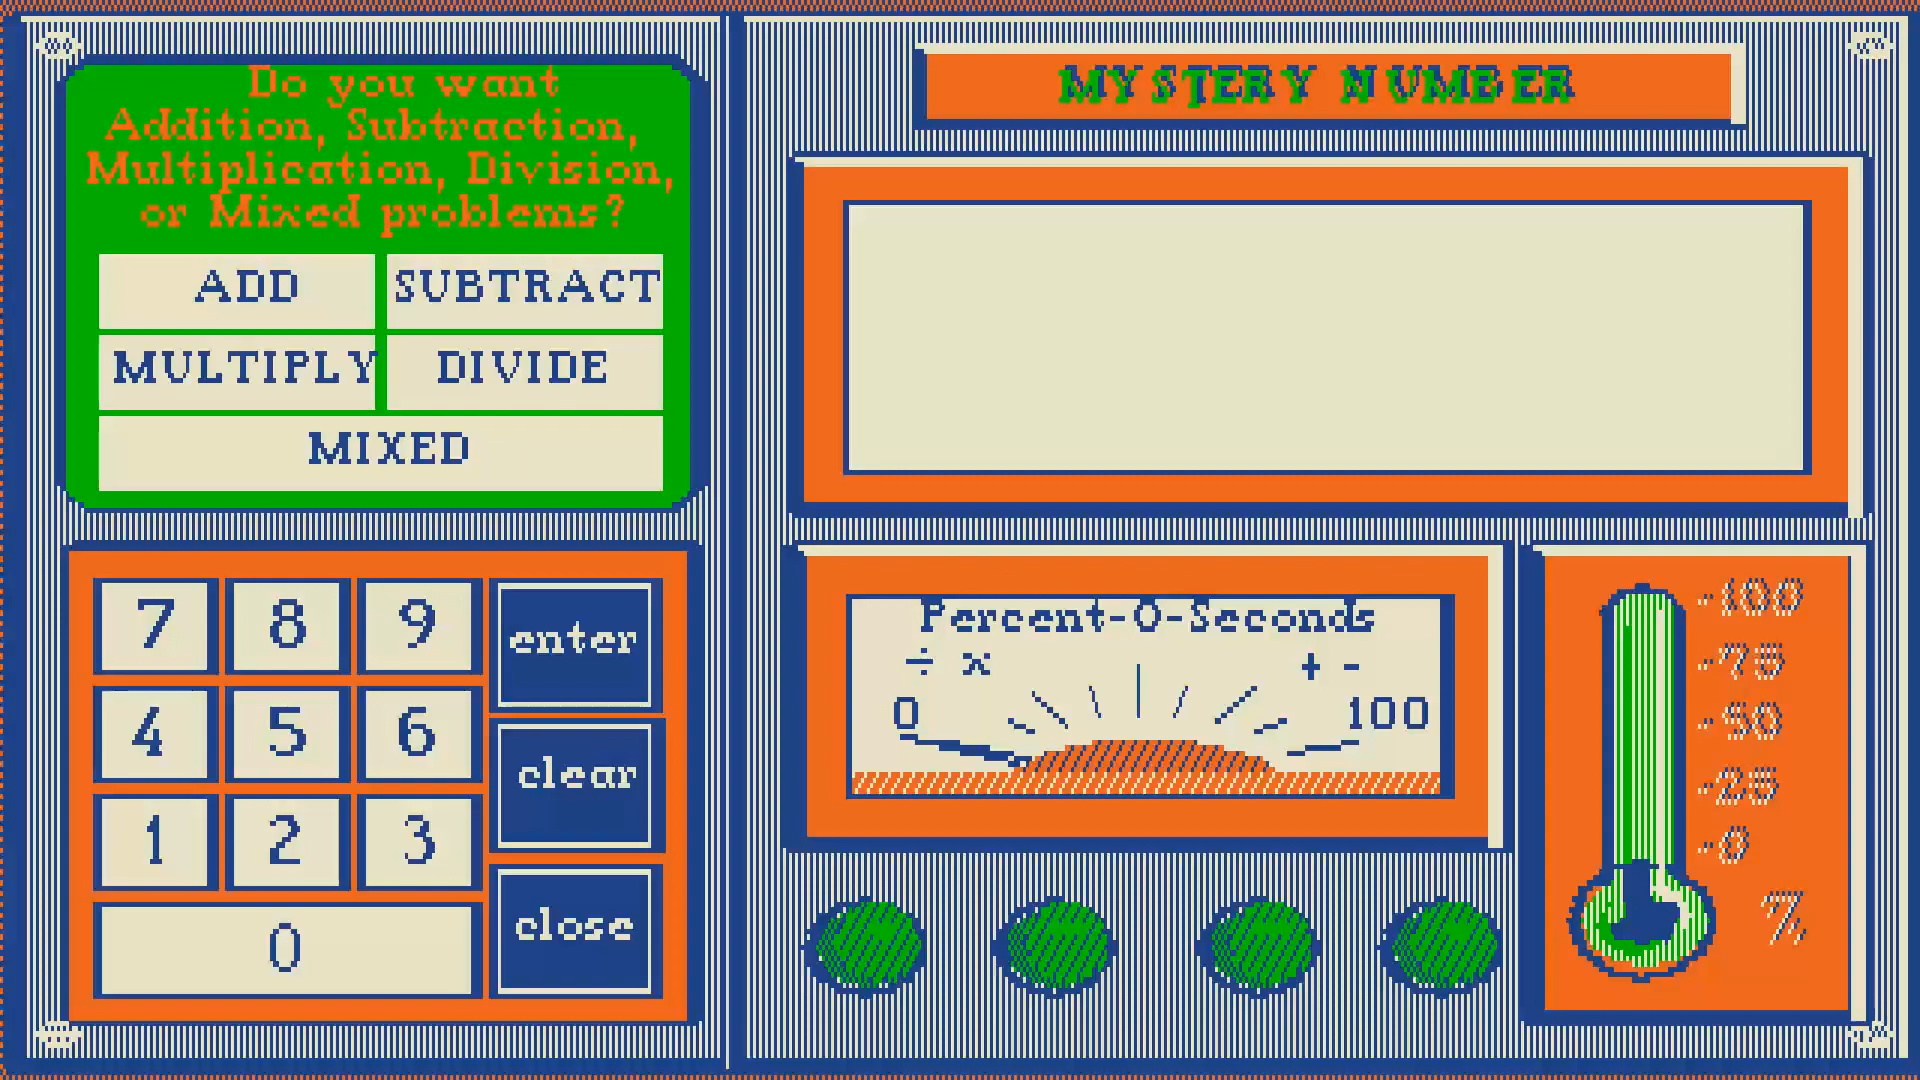 Do you want
Addition, Subtraction,
Multiplication, Division,
or Mixed problems?
ADD
SUBTRACT
MULTIPLY
DIVIDE
MIXED
7
8
9
enter
4
5
6
clear
1
2
3
close
0
MYSTERY NUMBER
Percent-O-Seconds
÷ x
+ -
0
100
-100
-75
-50
-25
-0
%